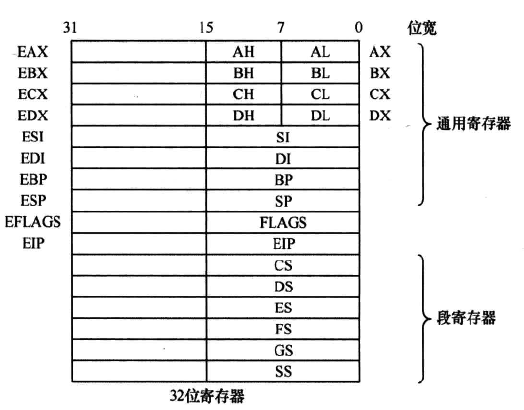 31 15 7 0 位宽
EAX AH AL AX
EBX BH BL BX
ECX CH CL CX
EDX DH DL DX
通用寄存器
ESI SI
EDI DI
EBP BP
ESP SP
EFLAGS FLAGS
EIP EIP
CS
DS
ES
段寄存器
FS
GS
SS
32位寄存器